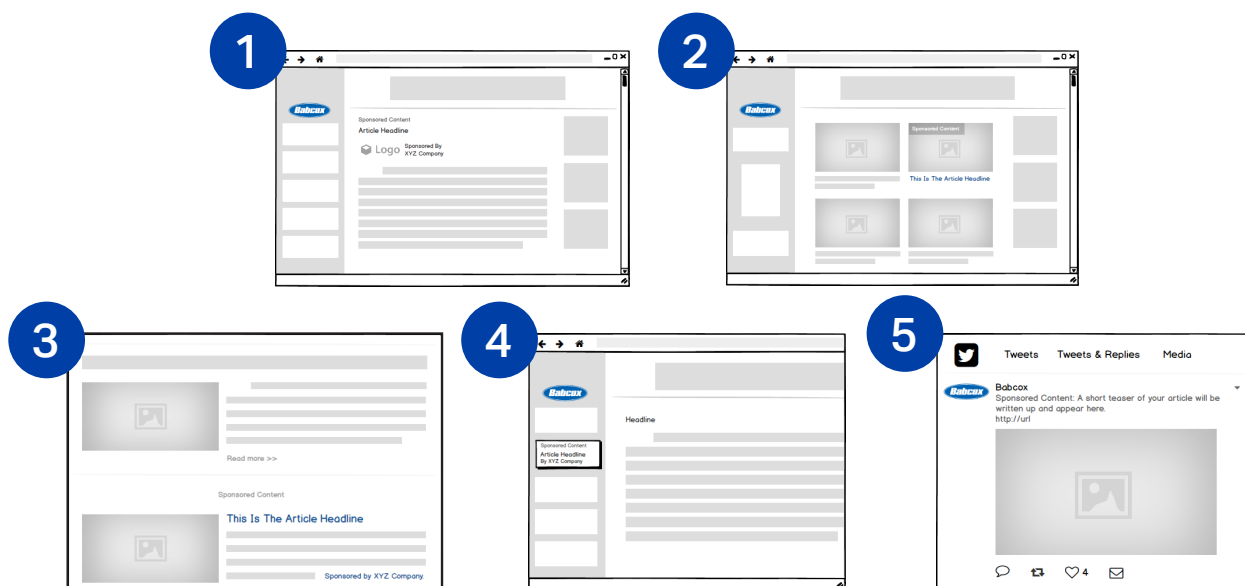 1
Babcox
Sponsored Content
Article Headline
Logo
Sponsored By
XYZ Company
2
Babcox
Sponsored Content
This Is The Article Headline
3
Read more >>
Sponsored Content
This Is The Article Headline
Sponsored by XYZ Company
4
Babcox
Sponsored Content
Article Headline
By XYZ Company
Headline
5
Tweets Tweets & Replies Media
Babcox
Babcox
Sponsored Content: A short teaser of your article will be
written up and appear here.
http://url
4